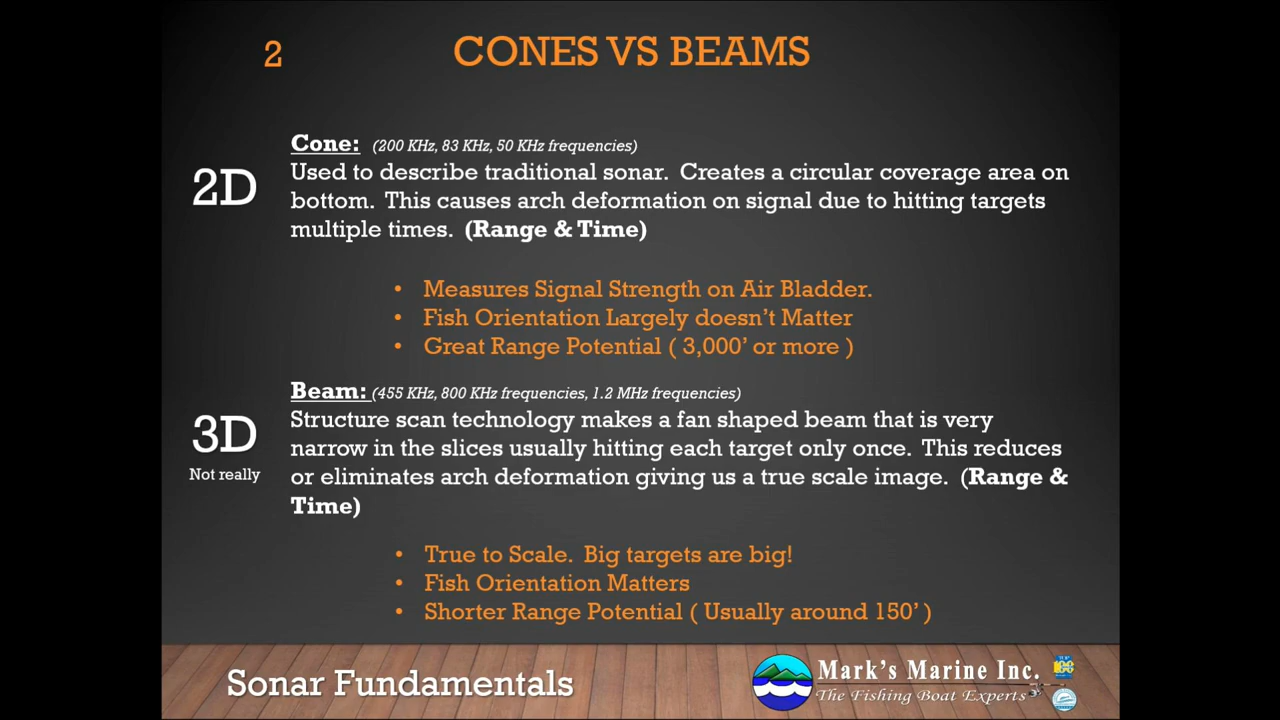 2
CONES VS BEAMS
Cone: (200 KHz, 83 KHz, 50 KHz frequencies)
2D
Used to describe traditional sonar. Creates a circular coverage area on
bottom. This causes arch deformation on signal due to hitting targets
multiple times. (Range & Time)
• Measures Signal Strength on Air Bladder.
• Fish Orientation Largely doesn't Matter
• Great Range Potential ( 3,000' or more )
Beam: (455 KHz, 800 KHz frequencies, 1.2 MHz frequencies)
3D
Not really
Structure scan technology makes a fan shaped beam that is very
narrow in the slices usually hitting each target only once. This reduces
or eliminates arch deformation giving us a true scale image. (Range &
Time)
• True to Scale. Big targets are big!
• Fish Orientation Matters
• Shorter Range Potential ( Usually around 150' )
Sonar Fundamentals
Mark's Marine Inc.
The Fishing Boat Experts